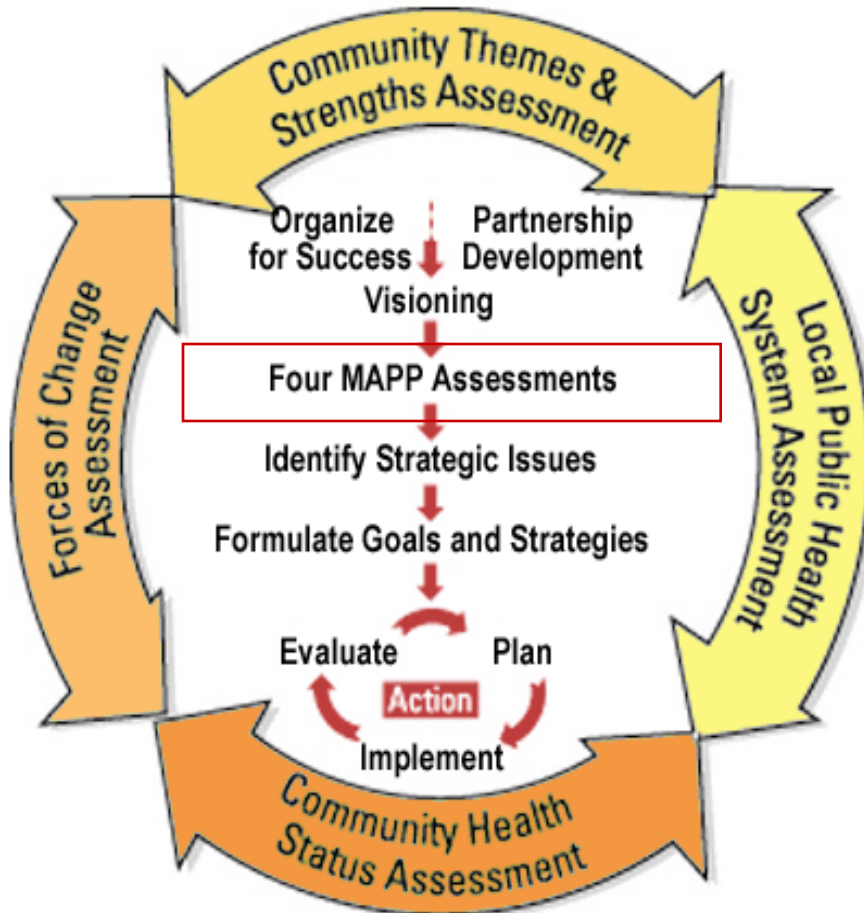 Community Themes &
Strengths Assessment
Organize
for Success
Partnership
Development
Visioning
Four MAPP Assessments
Identify Strategic Issues
Formulate Goals and Strategies
Evaluate
Plan
Action
Implement
Forces of Change
Assessment
Local Public Health
System Assessment
Community Health
Status Assessment